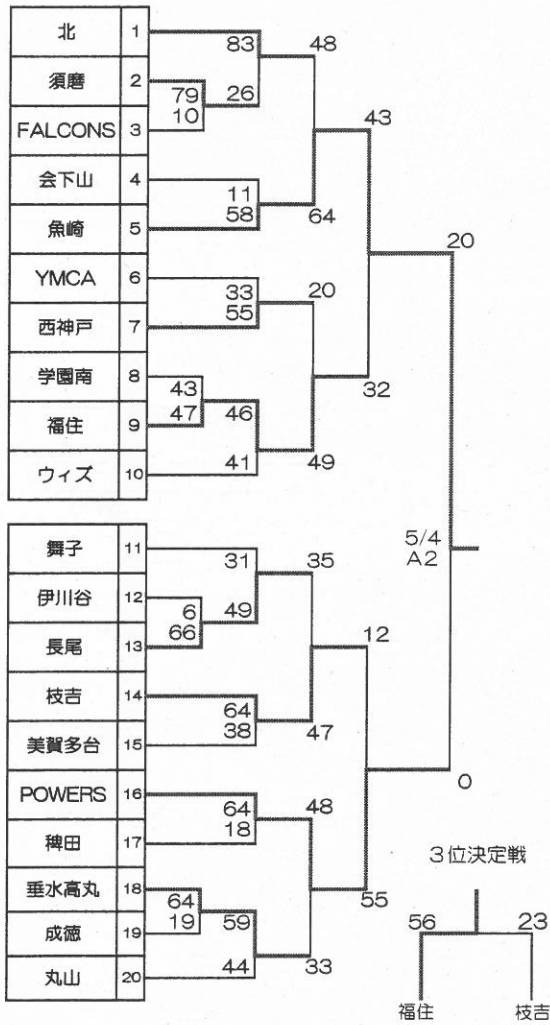 北 1
須磨 2
FALCONS 3
会下山 4
魚崎 5
YMCA 6
西神戸 7
学園南 8
福住 9
ウィズ 10
83 48
79
10 26
43
11
58 64
20
33 20
55
43 32
47 46
41 49
5/4
A2
舞子 11
伊川谷 12
長尾 13
枝吉 14
美賀多台 15
POWERS 16
稗田 17
垂水高丸 18
成徳 19
丸山 20
31 35
6 49
66 12
64
38 47
0
64 48
18
55
64
19 59
44 33
3位決定戦
56 23
福住 枝吉